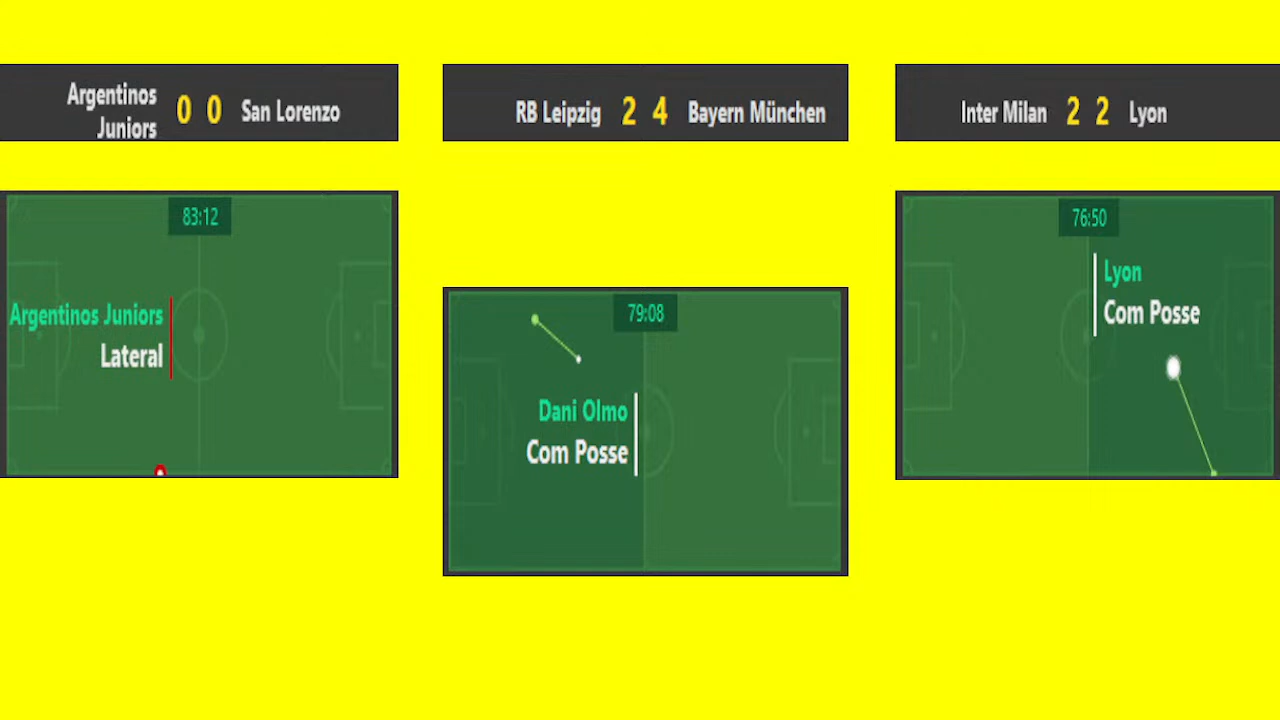 Argentinos
Juniors
0 0
San Lorenzo
RB Leipzig 2 4 Bayern München
Inter Milan 2 2 Lyon
83:12
Argentinos Juniors
Lateral
79:08
Dani Olmo
Com Posse
76:50
Lyon
Com Posse